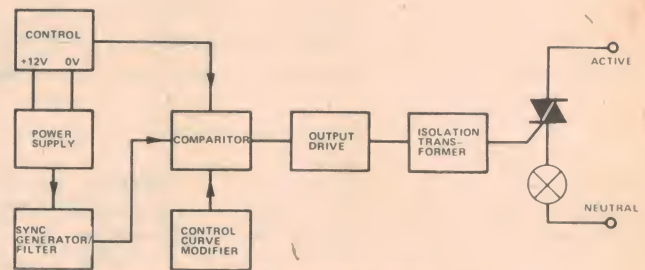 CONTROL
+12V 0V
POWER
SUPPLY
SYNC
GENERATOR/
FILTER
COMPARITOR
CONTROL
CURVE
MODIFIER
OUTPUT
DRIVE
ISOLATION
TRANS-
FORMER
ACTIVE
NEUTRAL